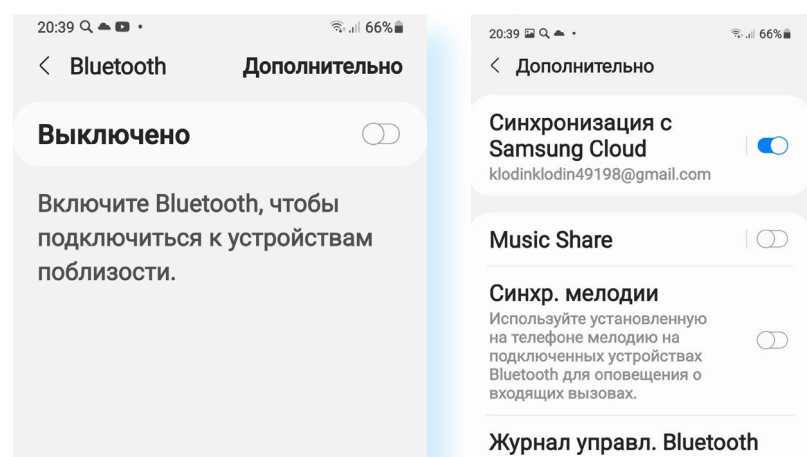 20:39
66%
Bluetooth
Дополнительно
Выключено
Включите Bluetooth, чтобы
подключиться к устройствам
поблизости.
20:39
66%
Дополнительно
Синхронизация с
Samsung Cloud
klodinklodin49198@gmail.com
Music Share
Синхр. мелодии
Используйте установленную
на телефоне мелодию на
подключенных устройствах
Bluetooth для оповещения о
входящих вызовах.
Журнал управл. Bluetooth